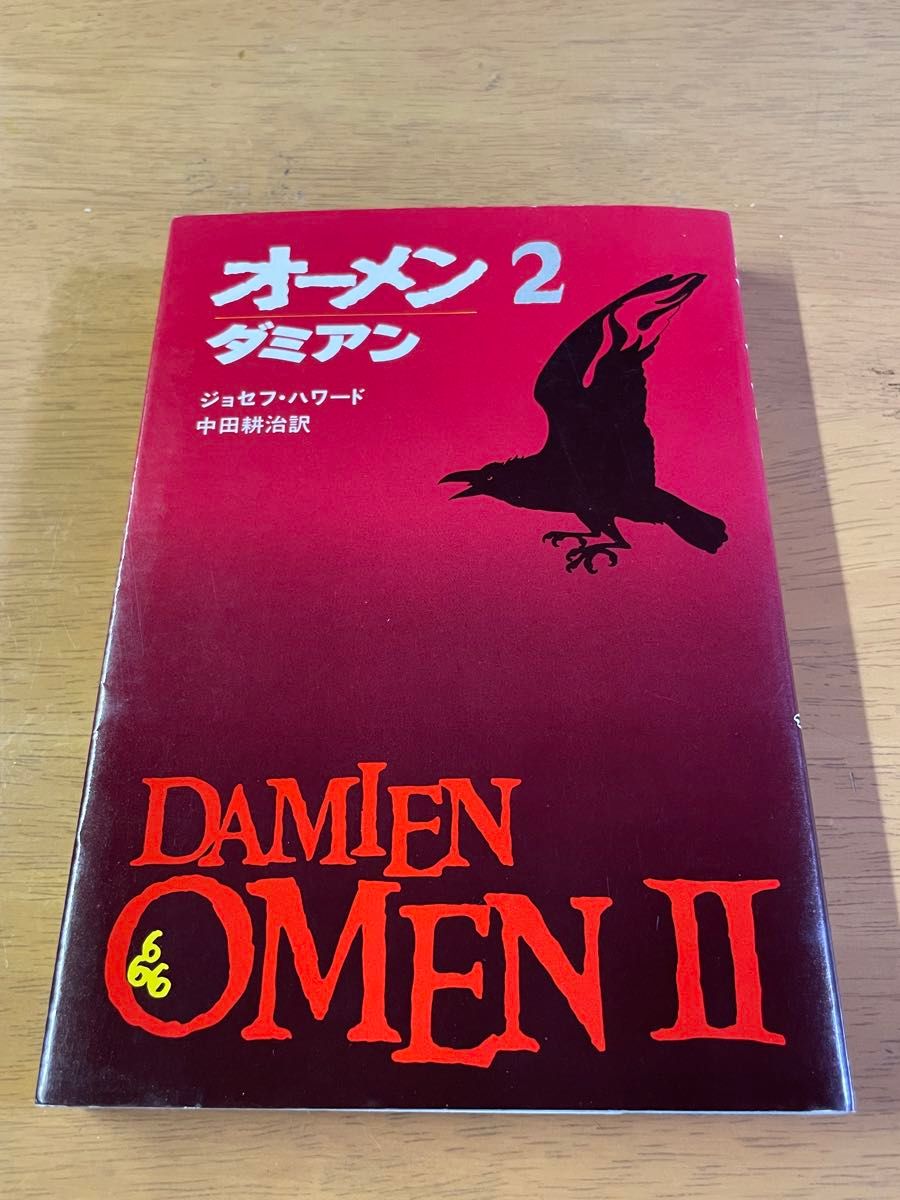 オーメン 2
ダミアン
ジョセフ・ハワード
中田耕治訳
DAMIEN
OMEN II
666